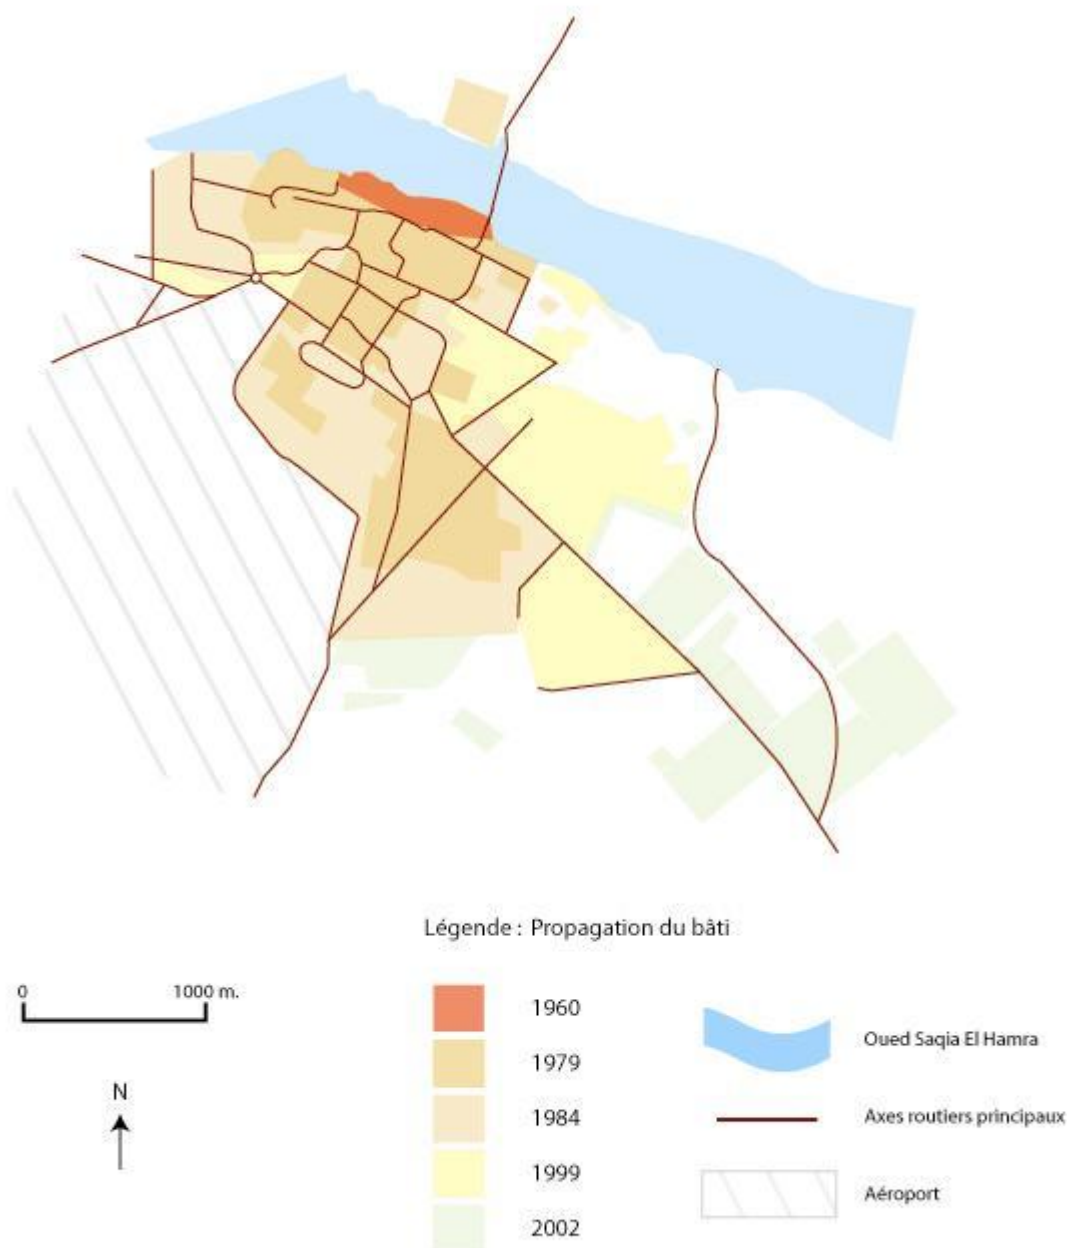 Légende : Propagation du bâti
0 1000 m.
N
1960
1979
1984
1999
2002
Oued Saqia El Hamra
Axes routiers principaux
Aéroport